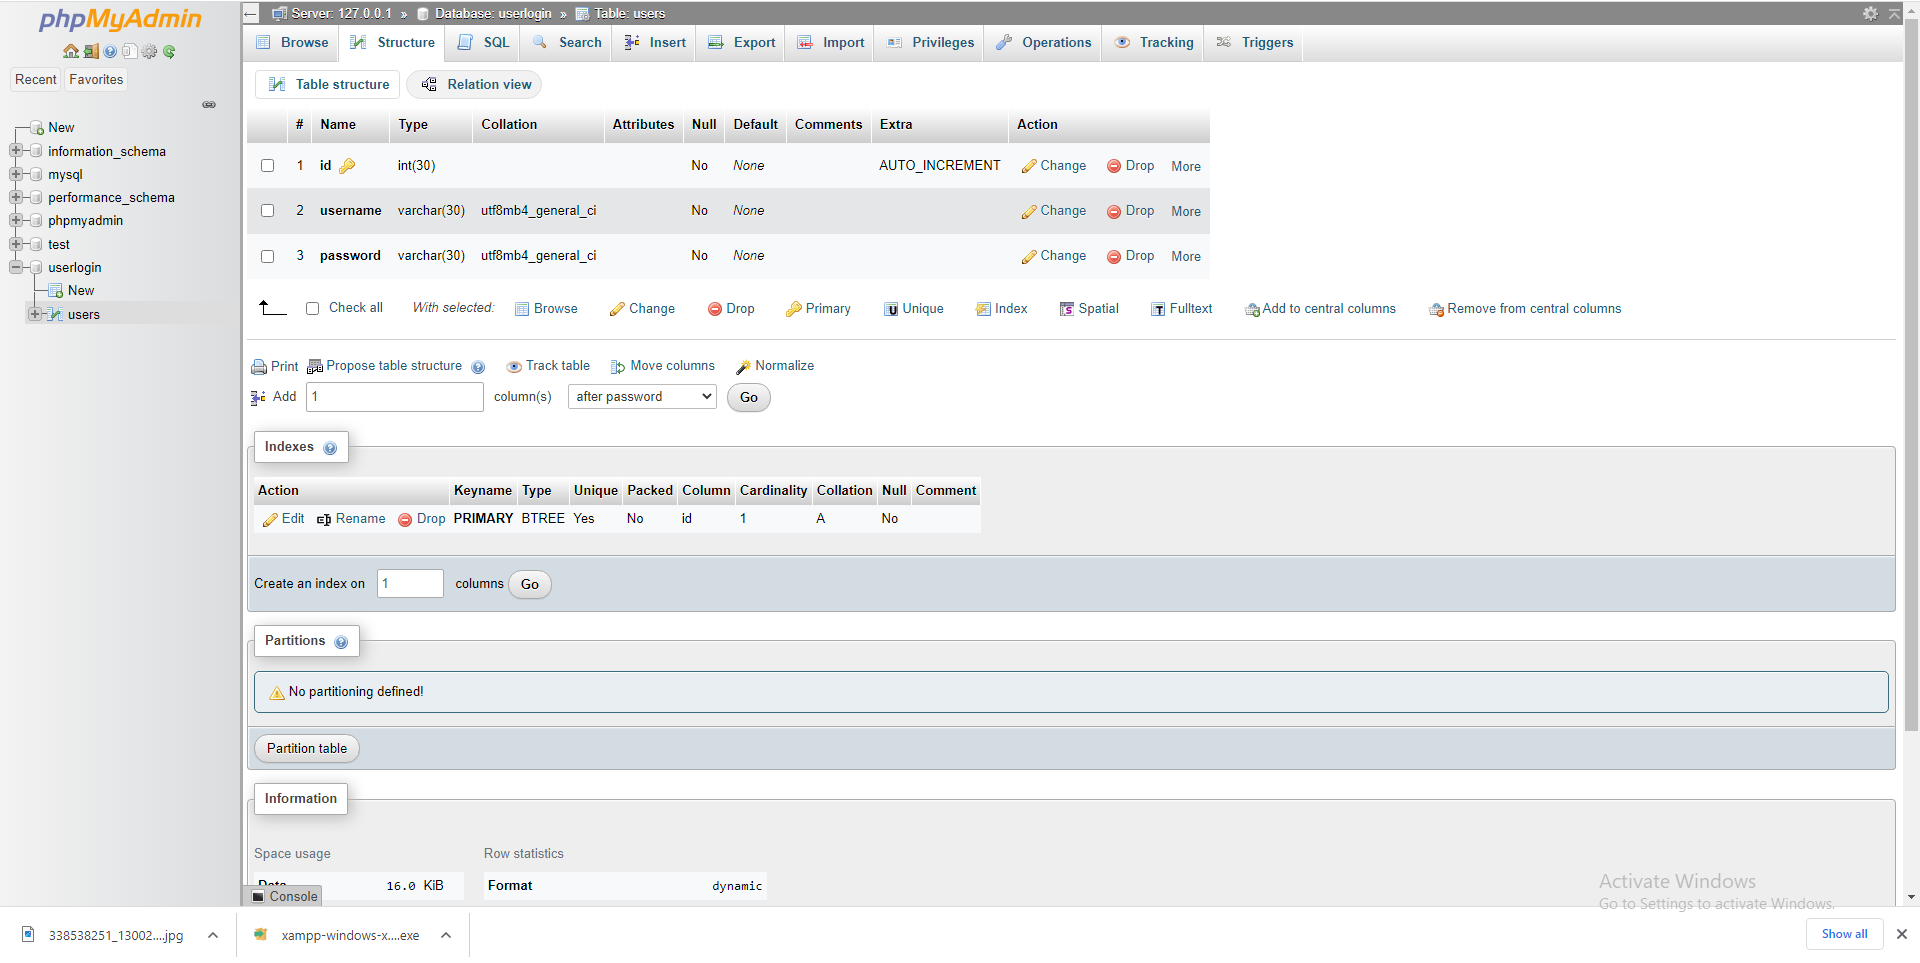 phpMyAdmin
Recent Favorites
New
information_schema
mysql
performance_schema
phpmyadmin
test
userlogin
New
users
Server: 127.0.0.1 » Database: userlogin » Table: users
Browse Structure SQL Search Insert Export Import Privileges Operations Tracking Triggers
Table structure Relation view
# Name Type Collation Attributes Null Default Comments Extra Action
1 id int(30) No None AUTO_INCREMENT Change Drop More
2 username varchar(30) utf8mb4_general_ci No None Change Drop More
3 password varchar(30) utf8mb4_general_ci No None Change Drop More
Check all With selected: Browse Change Drop Primary Unique Index Spatial Fulltext Add to central columns Remove from central columns
Print Propose table structure Track table Move columns Normalize
Add 1 column(s) after password Go
Indexes
Action Keyname Type Unique Packed Column Cardinality Collation Null Comment
Edit Rename Drop PRIMARY BTREE Yes No id 1 A No
Create an index on 1 columns Go
Partitions
No partitioning defined!
Partition table
Information
Space usage Row statistics
Data 16.0 KiB Format dynamic
Console
Activate Windows
Go to Settings to activate Windows.
338538251_13002....jpg xampp-windows-x....exe Show all